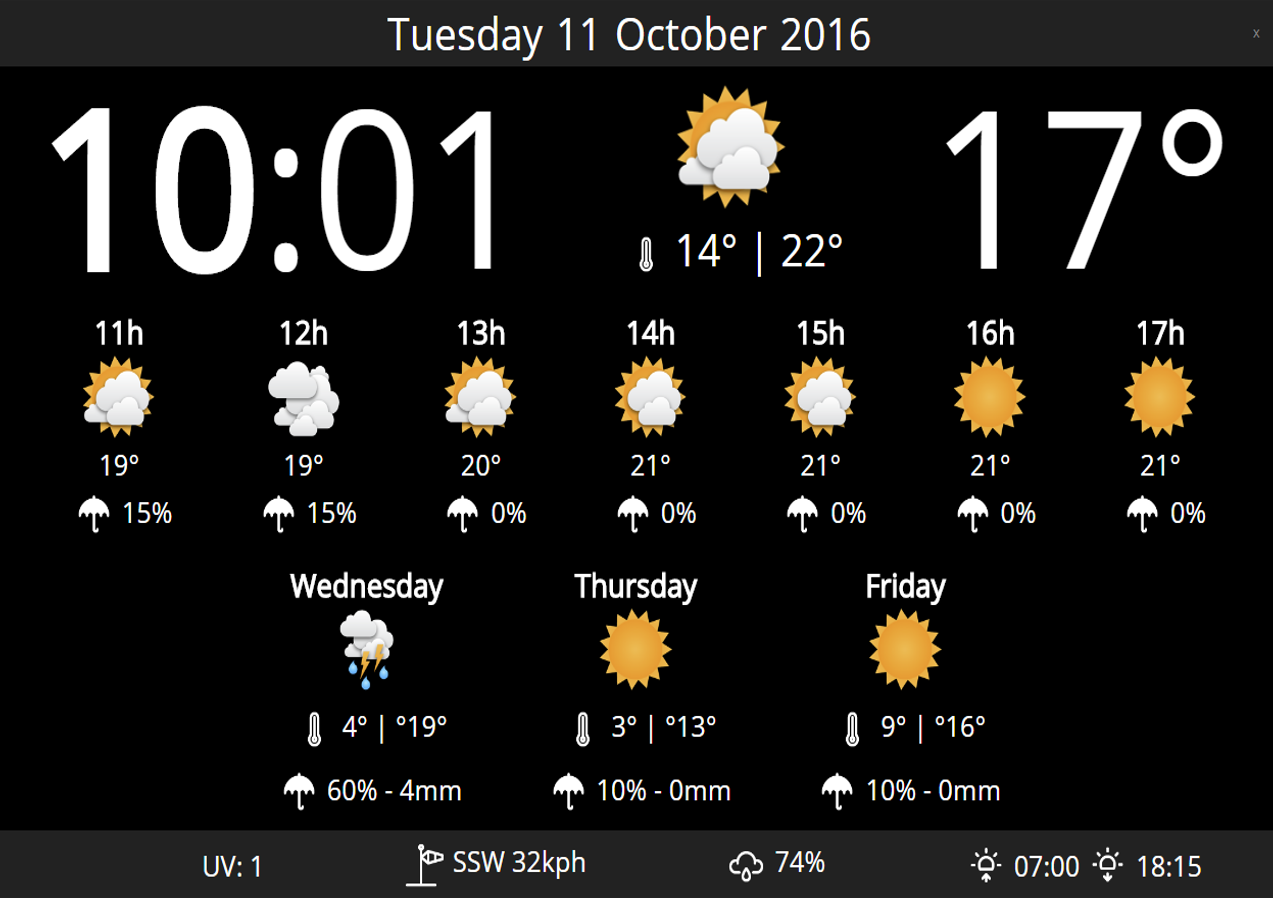 Tuesday 11 October 2016
x
10:01
17°
14° | 22°
11h 12h 13h 14h 15h 16h 17h
19° 19° 20° 21° 21° 21° 21°
15% 15% 0% 0% 0% 0% 0%
Wednesday Thursday Friday
4° | °19° 3° | °13° 9° | °16°
60% - 4mm 10% - 0mm 10% - 0mm
UV: 1 SSW 32kph 74% 07:00 18:15